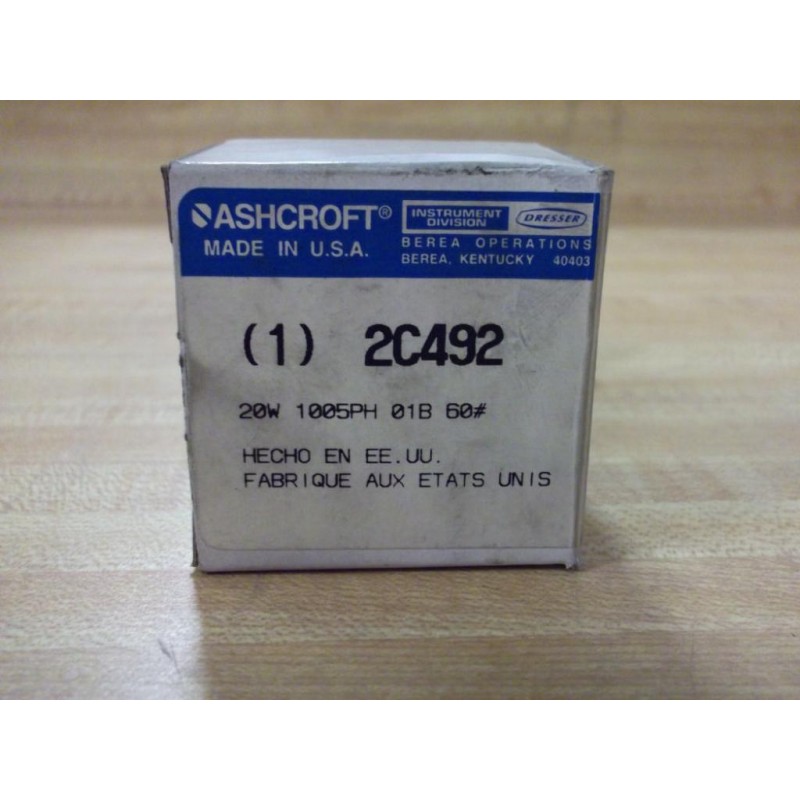 ASHCROFT® INSTRUMENT DIVISION DRESSER
MADE IN U.S.A. BEREA OPERATIONS
BEREA, KENTUCKY 40403
(1) 2C492
20W 1005PH 01B 60#
HECHO EN EE.UU.
FABRIQUE AUX ETATS UNIS